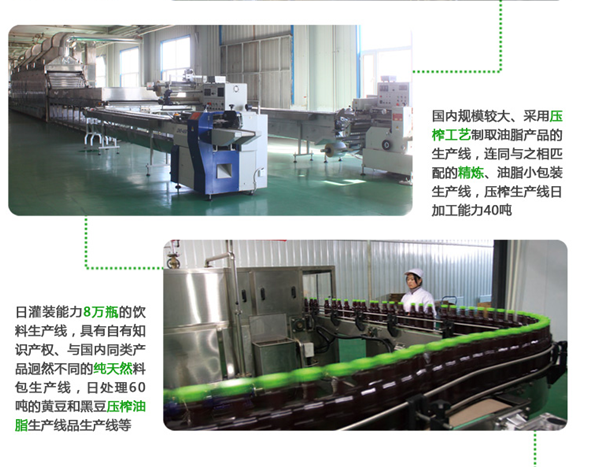 国内规模较大、采用压
榨工艺制取油脂产品的
生产线，连同与之相匹
配的精炼、油脂小包装
生产线，压榨生产线日
加工能力40吨
日灌装能力8万瓶的饮
料生产线，具有自有知
识产权、与国内同类产
品迥然不同的纯天然料
包生产线，日处理60
吨的黄豆和黑豆压榨油
脂生产线品生产线等